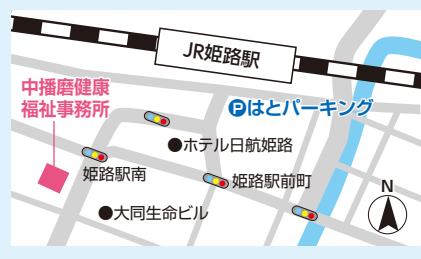 JR姫路駅
中播磨健康
福祉事務所
Pはとパーキング
●ホテル日航姫路
姫路駅南
姫路駅前町
●大同生命ビル
N